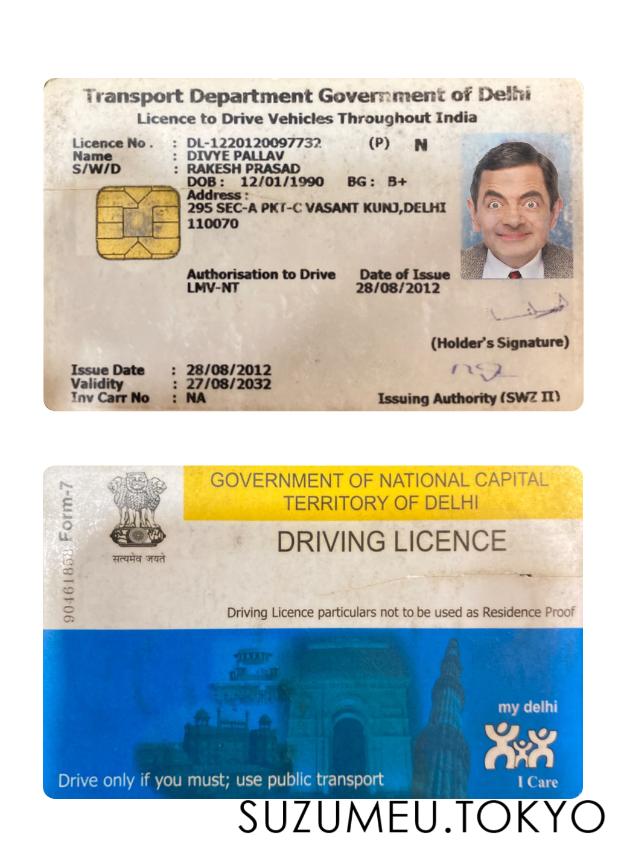 Transport Department Government of Delhi
Licence to Drive Vehicles Throughout India
Licence No. : DL-1220120097732 (P) N
Name : DIVYE PALLAV
S/W/D : RAKESH PRASAD
DOB : 12/01/1990 BG : B+
Address :
295 SEC-A PKT-C VASANT KUNJ,DELHI
110070
Authorisation to Drive Date of Issue
LMV-NT 28/08/2012
(Holder's Signature)
Issue Date : 28/08/2012
Validity : 27/08/2032
Inv Carr No : NA
Issuing Authority (SWZ II)
Form-7
90461858
सत्यमेव जयते
GOVERNMENT OF NATIONAL CAPITAL
TERRITORY OF DELHI
DRIVING LICENCE
Driving Licence particulars not to be used as Residence Proof
my delhi
I Care
Drive only if you must; use public transport
SUZUMEU.TOKYO